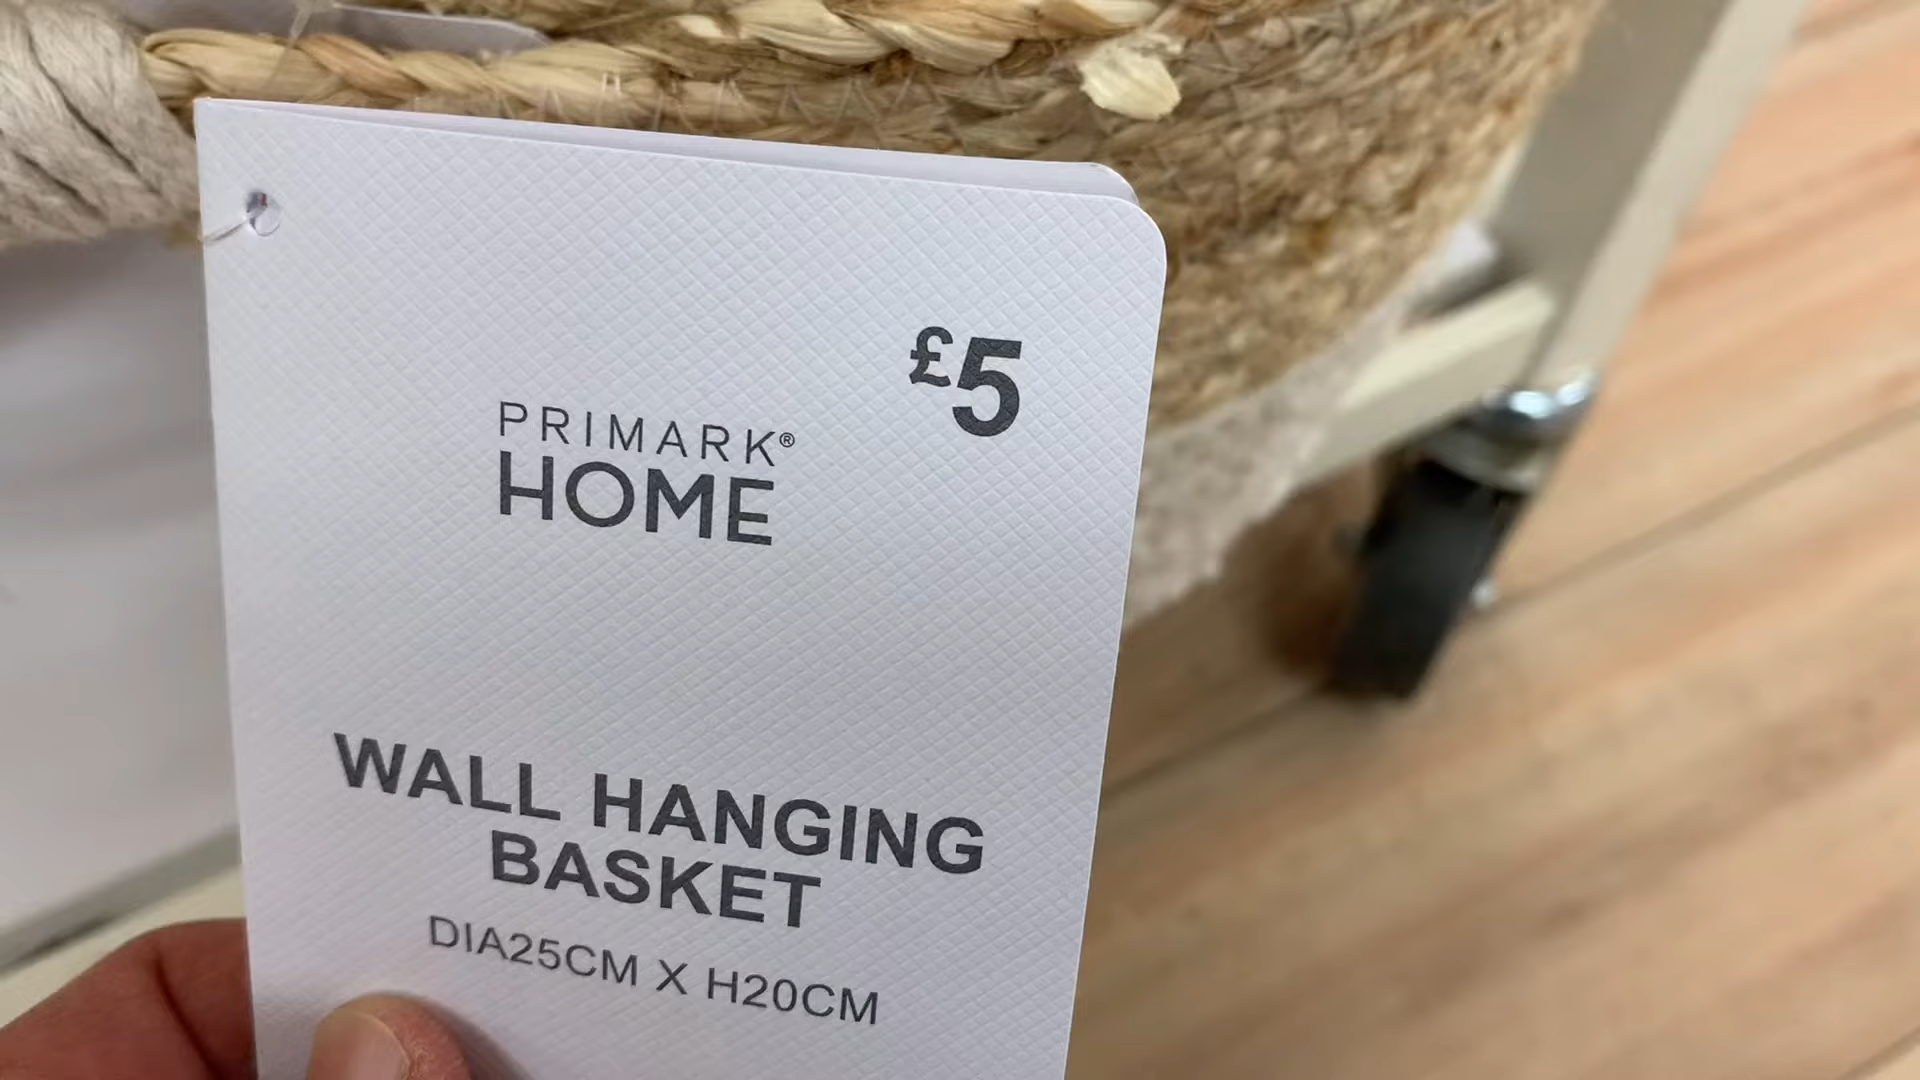 £5
PRIMARK®
HOME
WALL HANGING
BASKET
DIA25CM X H20CM